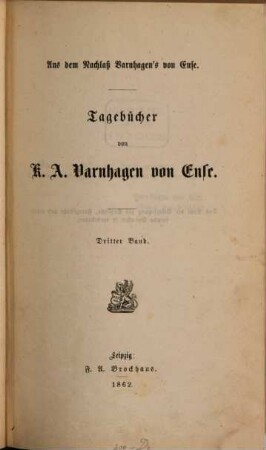 Aus dem Nachlaß Varnhagen's von Ense.
Tagebücher
von
K. A. Varnhagen von Ense.
Dritter Band.
Leipzig:
F. A. Brockhaus.
1862.